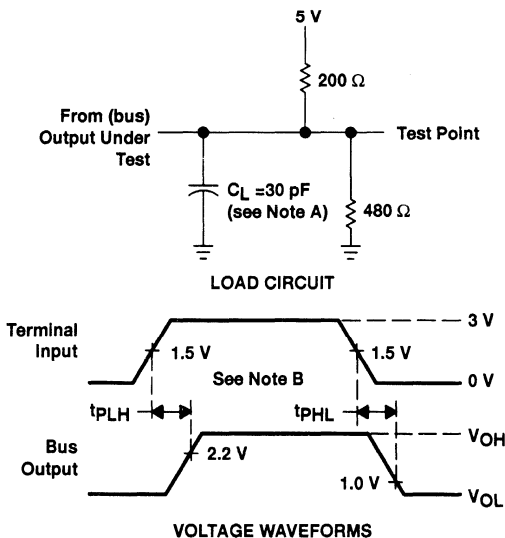 5 V
200 Ω
From (bus)
Output Under
Test
Test Point
CL =30 pF
(see Note A)
480 Ω
LOAD CIRCUIT
Terminal
Input
3 V
1.5 V
1.5 V
See Note B
0 V
tPLH
tPHL
Bus
Output
VOH
2.2 V
1.0 V
VOL
VOLTAGE WAVEFORMS